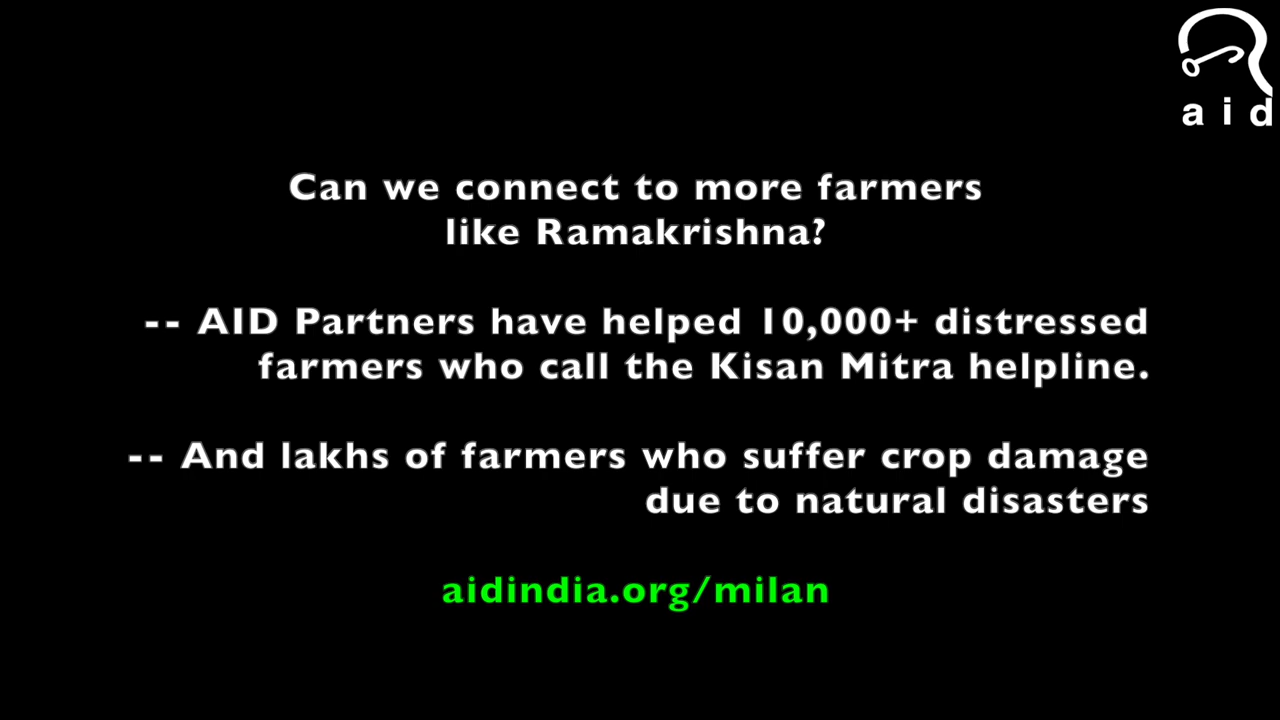 aid
Can we connect to more farmers
like Ramakrishna?
-- AID Partners have helped 10,000+ distressed
farmers who call the Kisan Mitra helpline.
-- And lakhs of farmers who suffer crop damage
due to natural disasters
aidindia.org/milan